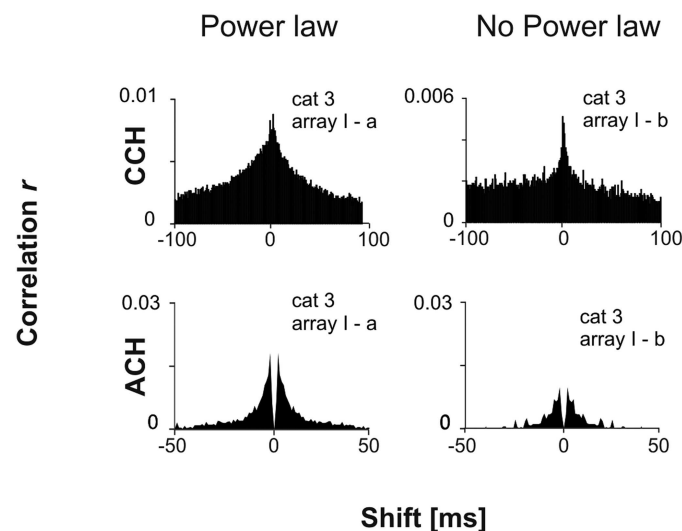 Power law
No Power law
Correlation r
CCH
0.01
0
cat 3
array I - a
-100
0
100
0.006
0
cat 3
array I - b
-100
0
100
ACH
0.03
0
cat 3
array I - a
-50
0
50
0.03
0
cat 3
array I - b
-50
0
50
Shift [ms]